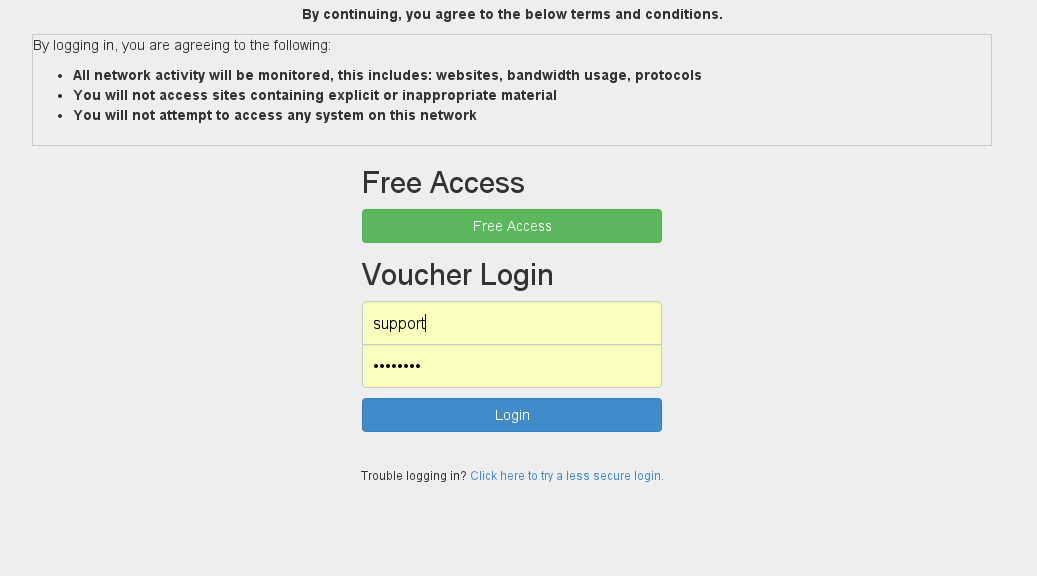 By continuing, you agree to the below terms and conditions.
By logging in, you are agreeing to the following:
• All network activity will be monitored, this includes: websites, bandwidth usage, protocols
• You will not access sites containing explicit or inappropriate material
• You will not attempt to access any system on this network
Free Access
Free Access
Voucher Login
support
••••••••
Login
Trouble logging in? Click here to try a less secure login.